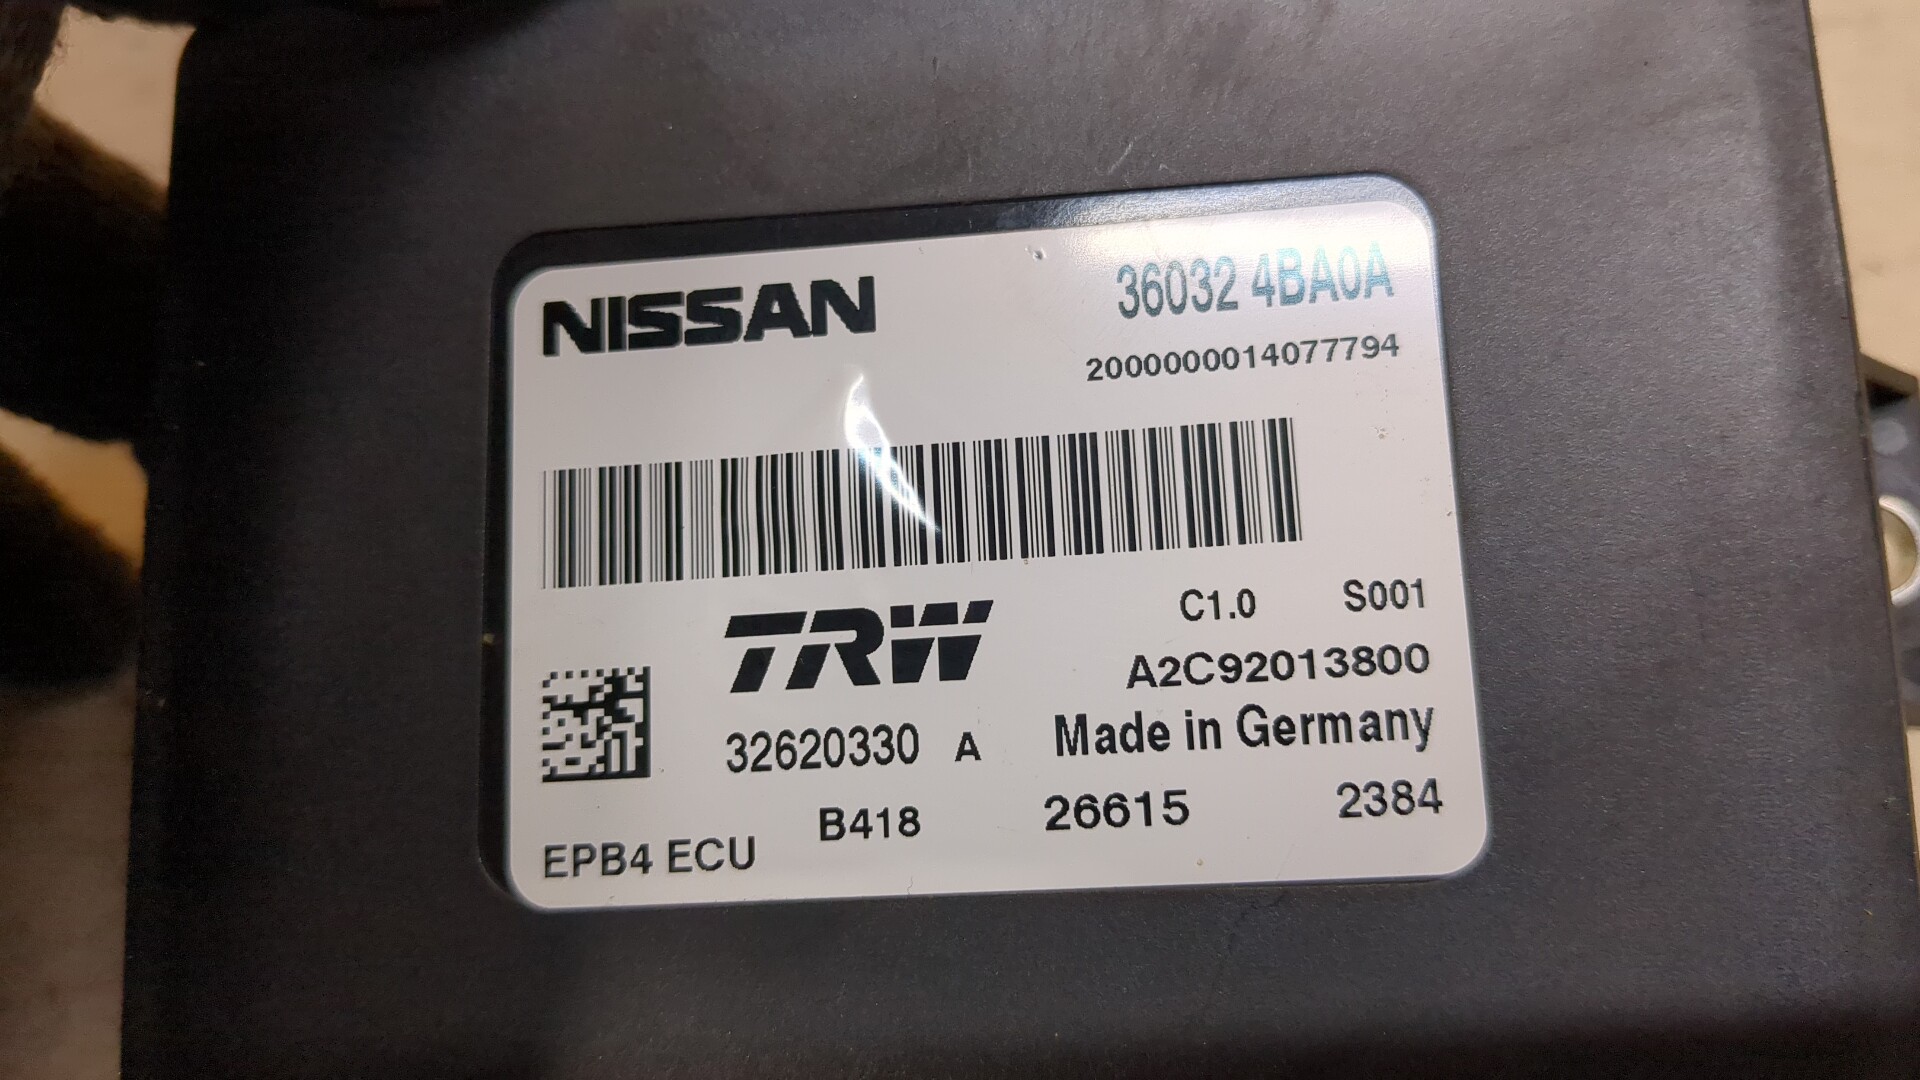 NISSAN
36032 4BA0A
2000000014077794
TRW
C1.0 S001
A2C92013800
32620330 A
Made in Germany
B418 26615 2384
EPB4 ECU